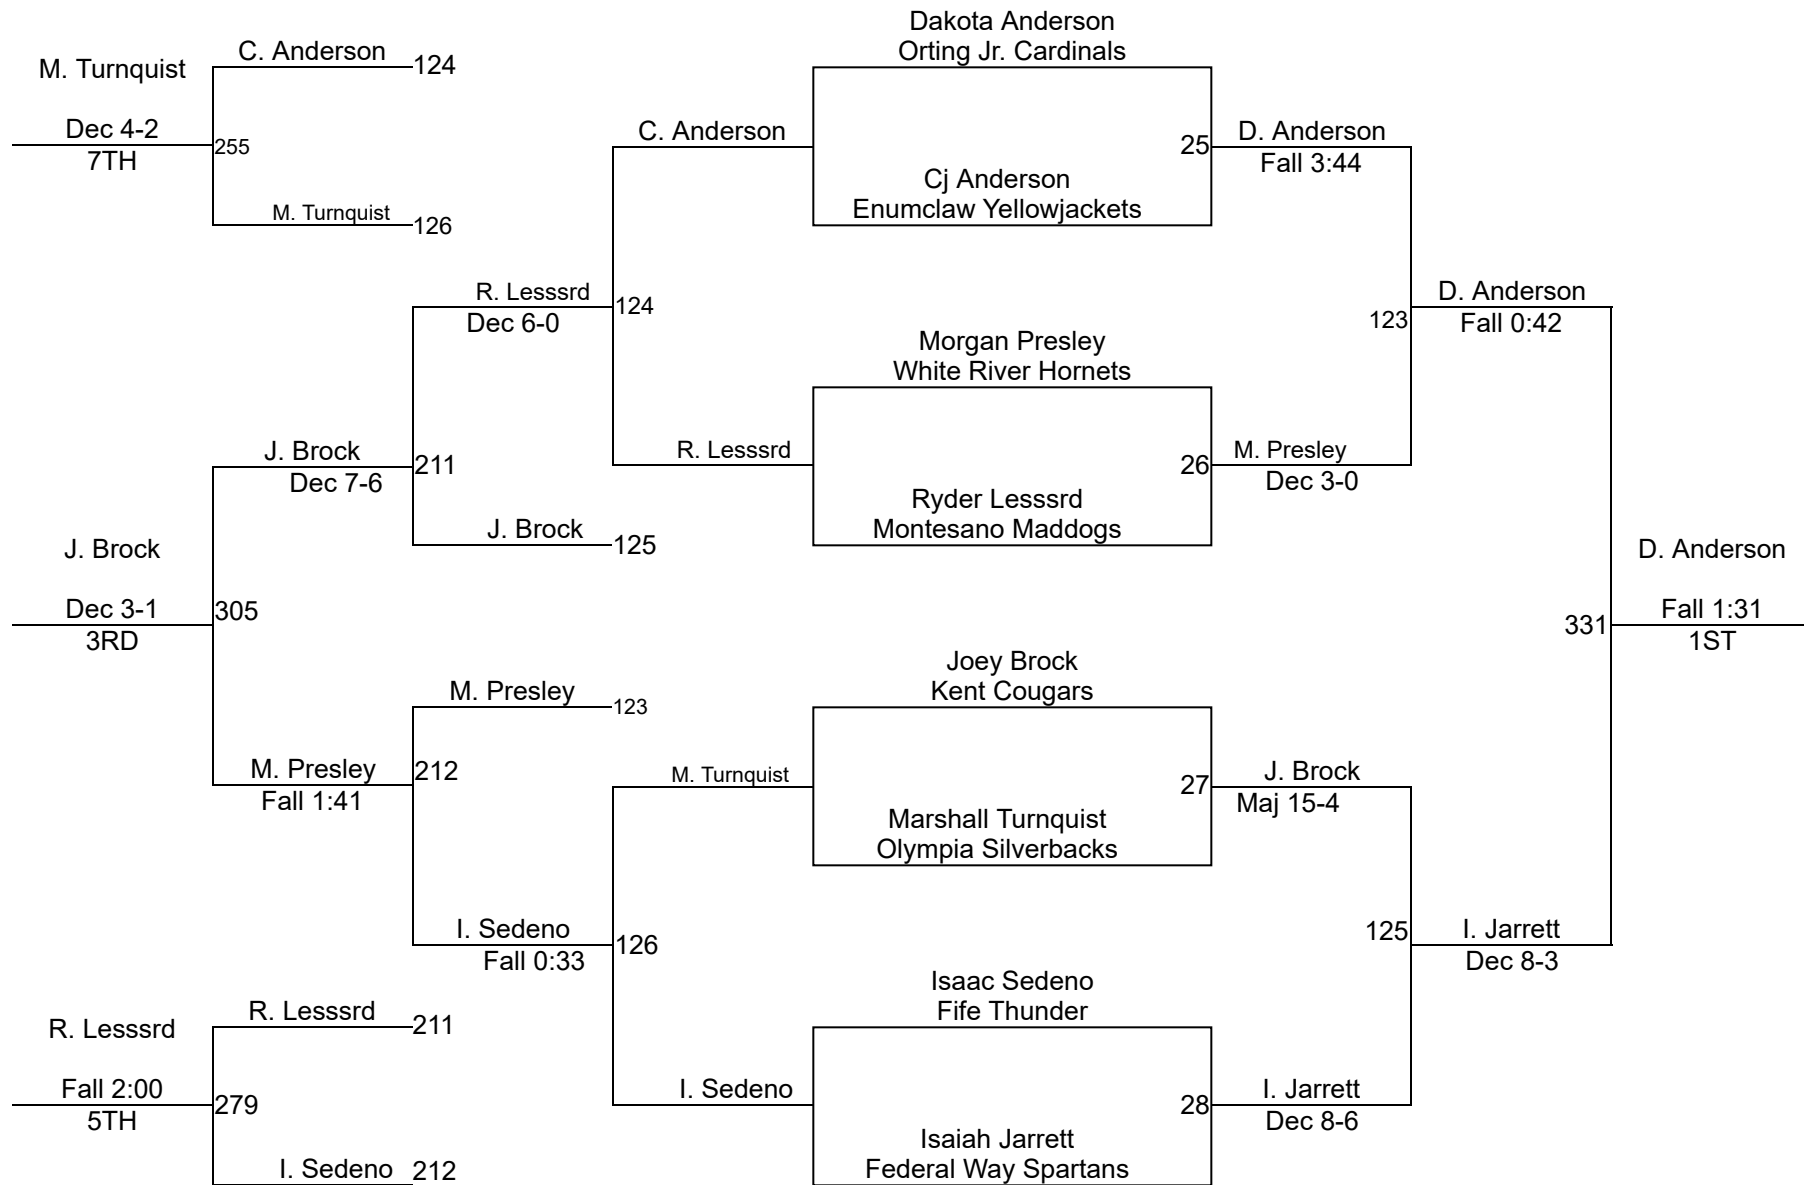 Dakota Anderson
Orting Jr. Cardinals
C. Anderson
124
M. Turnquist
Dec 4-2
7TH
255
M. Turnquist
126
C. Anderson
25
D. Anderson
Fall 3:44
Cj Anderson
Enumclaw Yellowjackets
R. Lesssrd
Dec 6-0
124
D. Anderson
Fall 0:42
123
Morgan Presley
White River Hornets
J. Brock
Dec 7-6
211
R. Lesssrd
26
M. Presley
Dec 3-0
Ryder Lesssrd
Montesano Maddogs
J. Brock
125
J. Brock
Dec 3-1
3RD
305
D. Anderson
Fall 1:31
1ST
331
Joey Brock
Kent Cougars
M. Presley
123
M. Presley
Fall 1:41
212
M. Turnquist
27
J. Brock
Maj 15-4
Marshall Turnquist
Olympia Silverbacks
I. Sedeno
Fall 0:33
126
125
I. Jarrett
Dec 8-3
Isaac Sedeno
Fife Thunder
R. Lesssrd
211
R. Lesssrd
Fall 2:00
5TH
279
I. Sedeno
28
I. Jarrett
Dec 8-6
Isaiah Jarrett
Federal Way Spartans
I. Sedeno
212